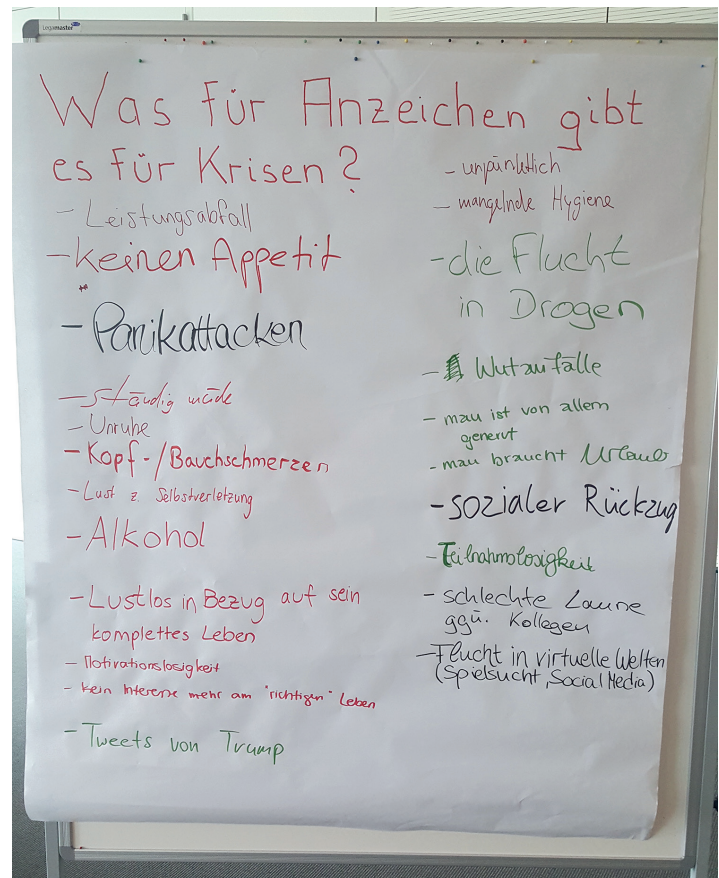 Legamaster
Was für Anzeichen gibt
es für Krisen?
- Leistungsabfall
- keinen Appetit
- Panikattacken
- ständig müde
- Unruhe
- Kopf-/Bauchschmerzen
- Lust z. Selbstverletzung
- Alkohol
- Lustlos in Bezug auf sein
komplettes Leben
- Motivationslosigkeit
- kein Interesse mehr am "richtigen" Leben
- Tweets von Trump
- unpünktlich
- mangelnde Hygiene
- die Flucht
in Drogen
- Wutanfälle
- man ist von allem
genervt
- man braucht Urlaub
- sozialer Rückzug
- Teilnahmslosigkeit
- schlechte Laune
ggü. Kollegen
- Flucht in virtuelle Welten
(Spielsucht, Social Media)